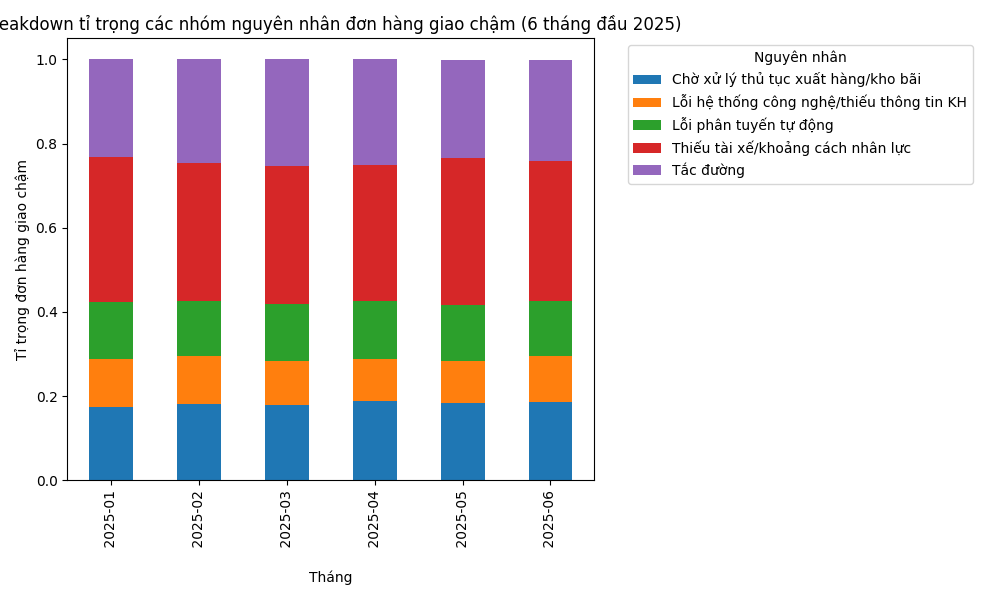 eakdown tỉ trọng các nhóm nguyên nhân đơn hàng giao chậm (6 tháng đầu 2025)
Tỉ trọng đơn hàng giao chậm
1.0
0.8
0.6
0.4
0.2
0.0
2025-01
2025-02
2025-03
2025-04
2025-05
2025-06
Tháng
Nguyên nhân
Chờ xử lý thủ tục xuất hàng/kho bãi
Lỗi hệ thống công nghệ/thiếu thông tin KH
Lỗi phân tuyến tự động
Thiếu tài xế/khoảng cách nhân lực
Tắc đường